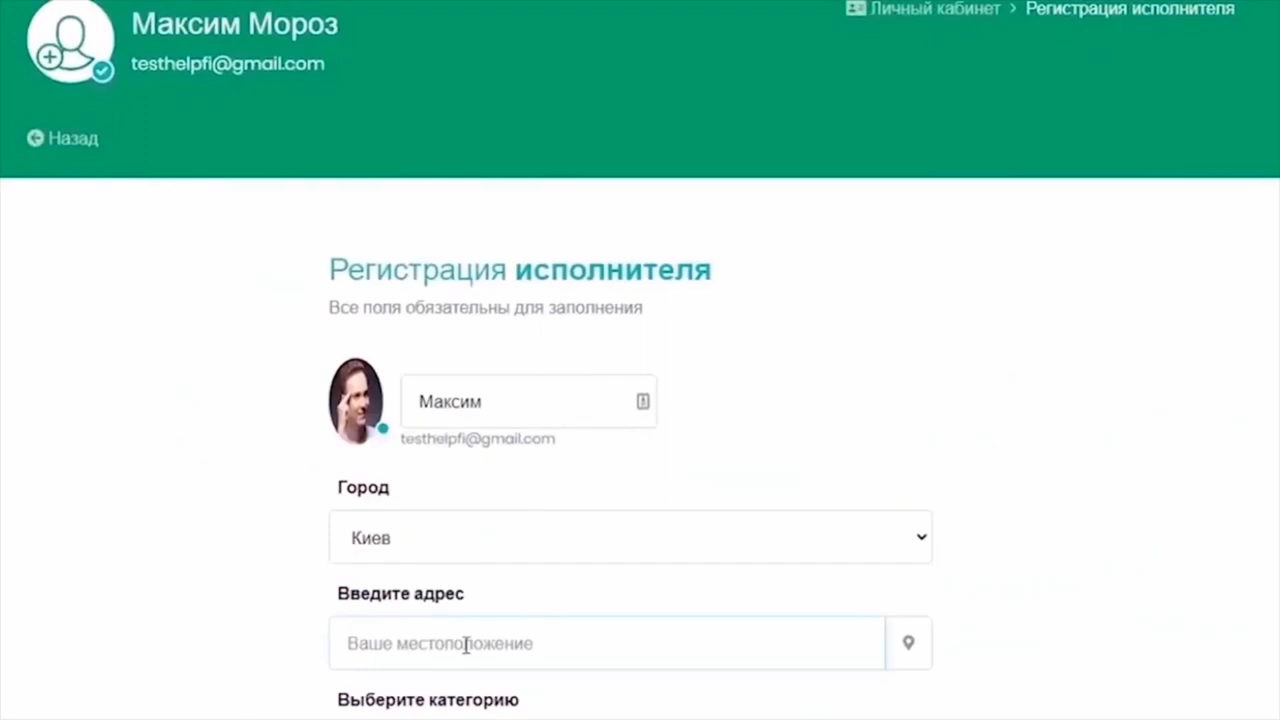 Максим Мороз
Личный кабинет › Регистрация исполнителя
testhelpfi@gmail.com
Назад
Регистрация исполнителя
Все поля обязательны для заполнения
Максим
testhelpfi@gmail.com
Город
Киев
Введите адрес
Ваше местоположение
Выберите категорию